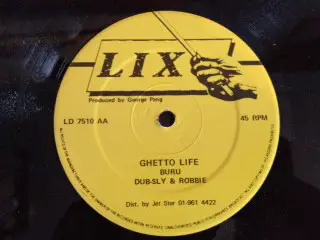 LIX
Produced by George Pang
LD 7510 AA
45 RPM
GHETTO LIFE
BURU
DUB-SLY & ROBBIE
Dist. by Jet Star 01-961 4422